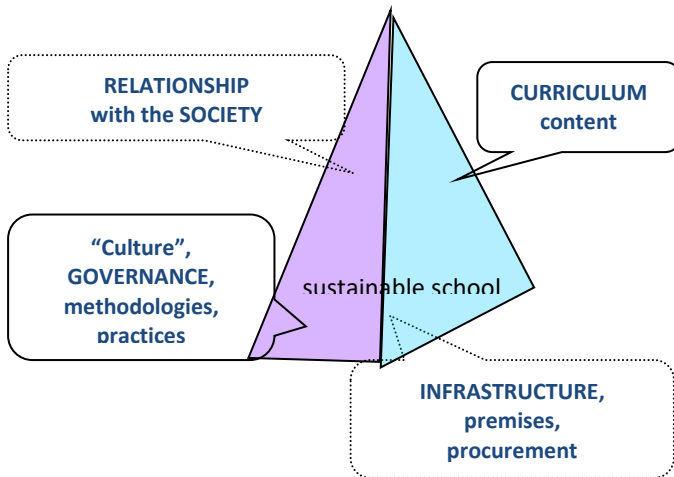 RELATIONSHIP
with the SOCIETY
CURRICULUM
content
“Culture”,
GOVERNANCE,
methodologies,
practices
sustainable school
INFRASTRUCTURE,
premises,
procurement